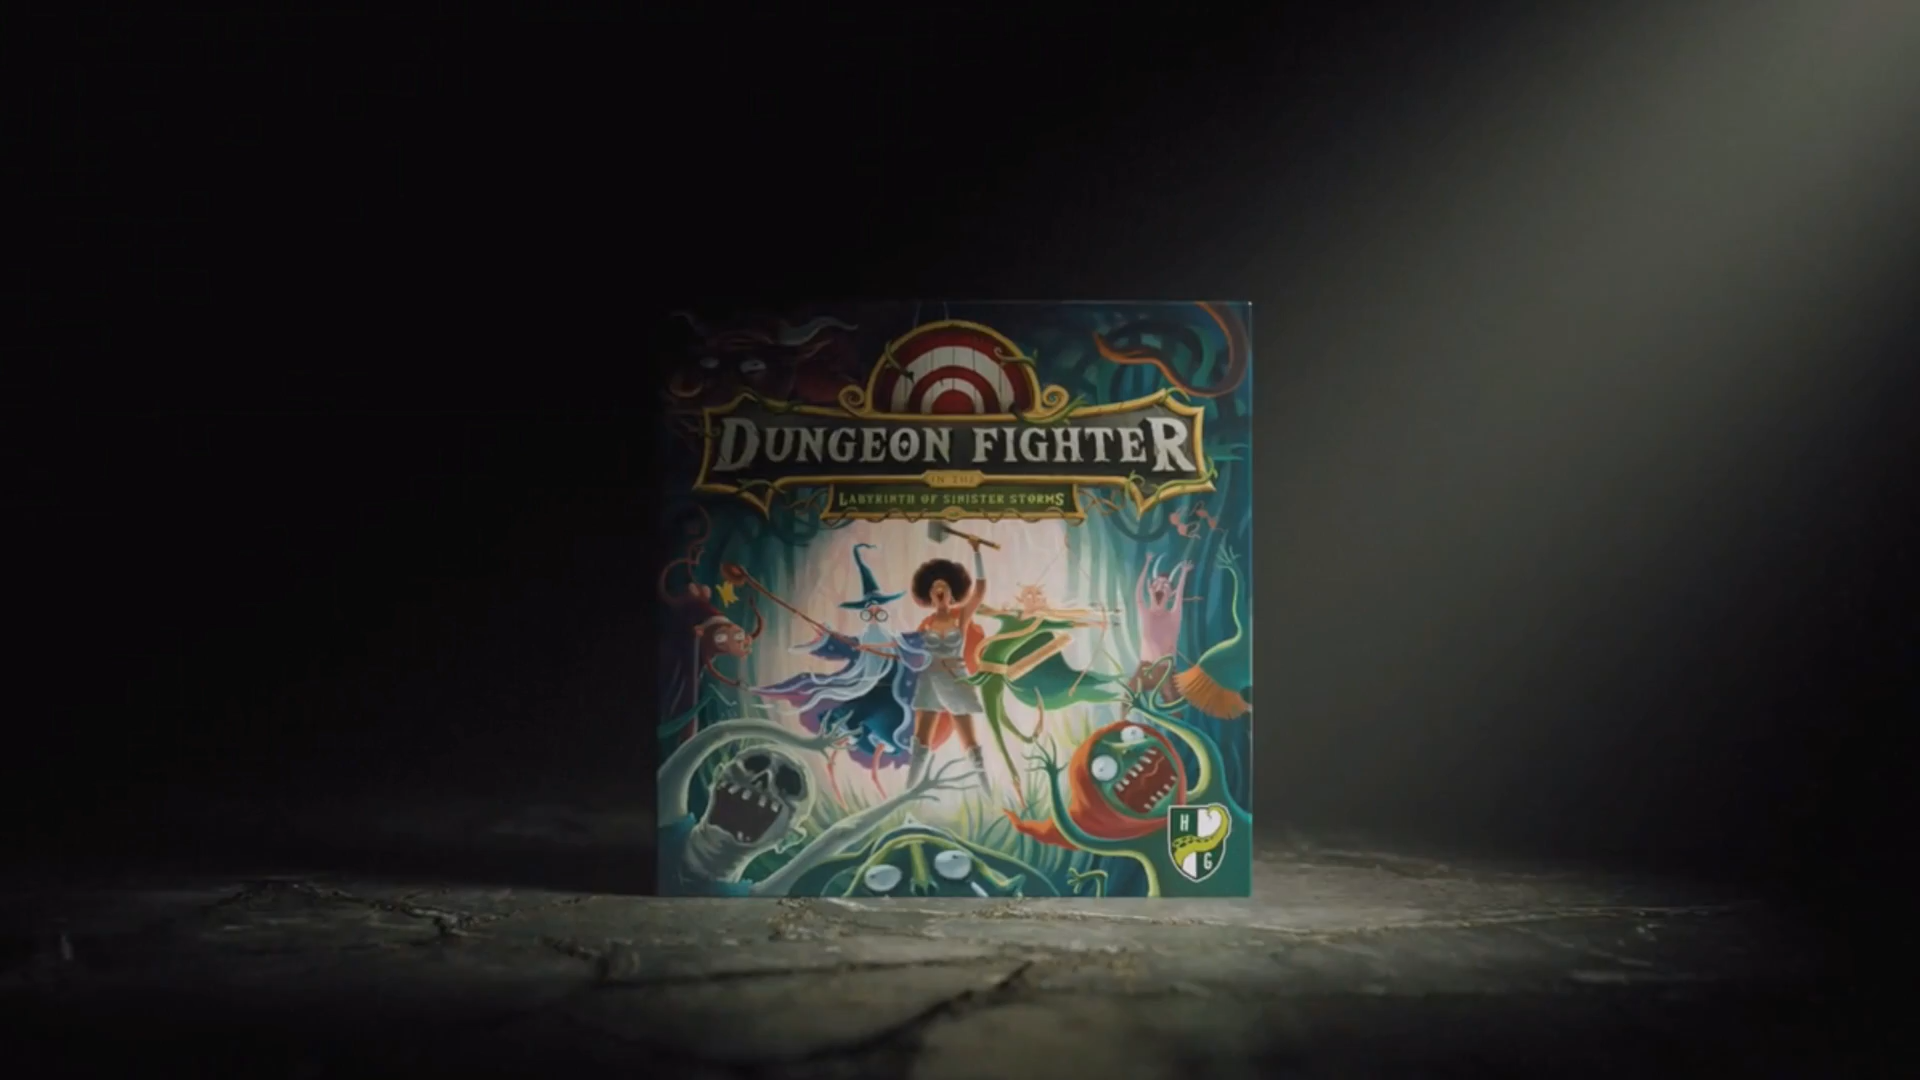 DUNGEON FIGHTER
IN THE
LABYRINTH OF SINISTER STORMS
H
G